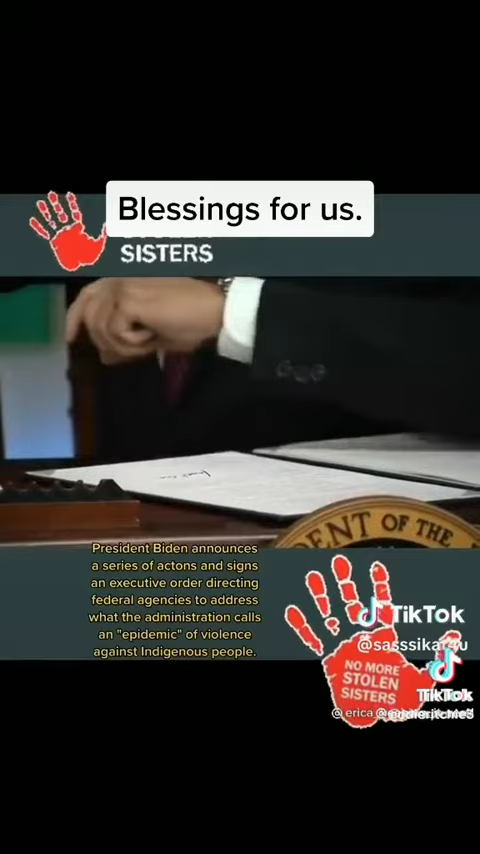 Blessings for us.
SISTERS
ENT OF THE
President Biden announces
a series of actons and signs
an executive order directing
federal agencies to address
what the administration calls
an "epidemic" of violence
against Indigenous people.
TikTok
NO MORE
STOLEN
SISTERS
TikTok
@ erica